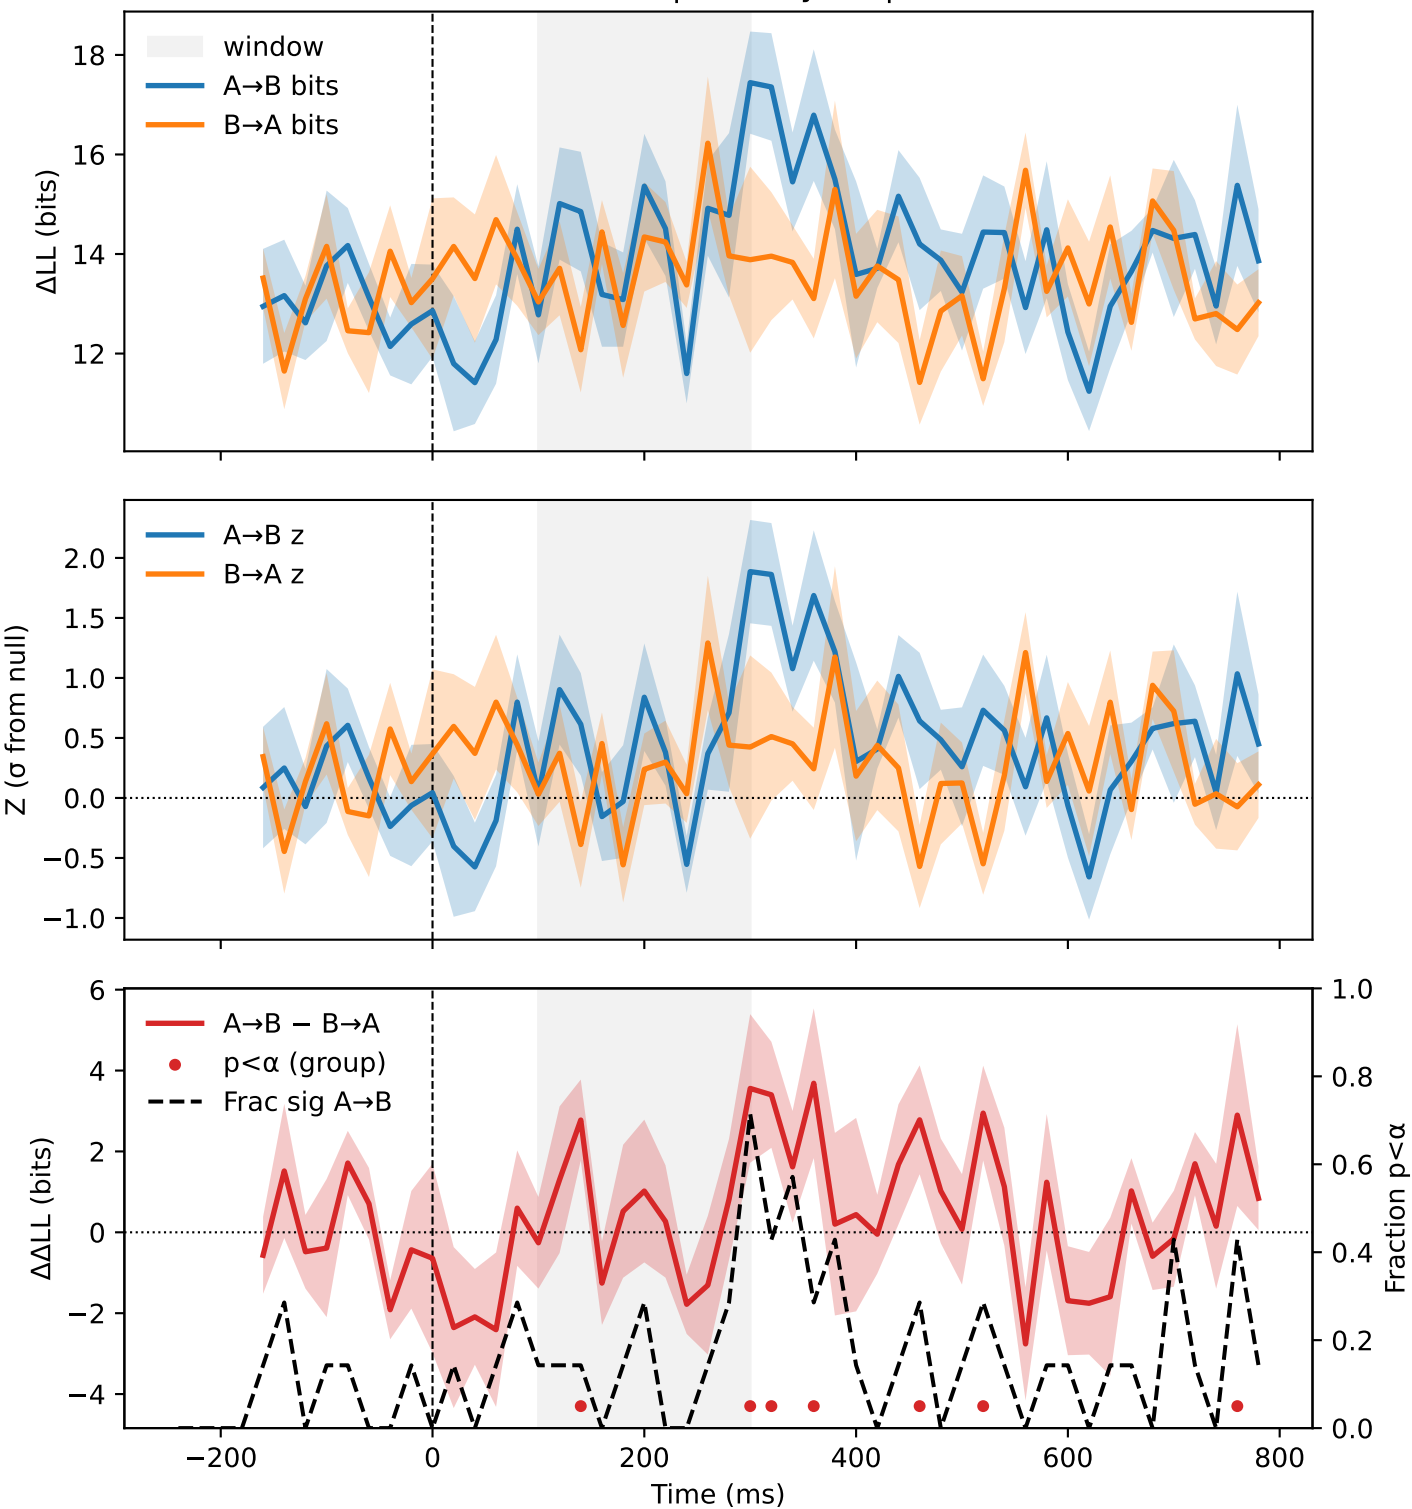 18
16
14
12
ΔLL (bits)
window
A→B bits
B→A bits
2.0
1.5
1.0
0.5
0.0
−0.5
−1.0
Z (σ from null)
A→B z
B→A z
6
4
2
0
−2
−4
ΔΔLL (bits)
A→B − B→A
p<α (group)
Frac sig A→B
1.0
0.8
0.6
0.4
0.2
0.0
Fraction p<α
−200 0 200 400 600 800
Time (ms)